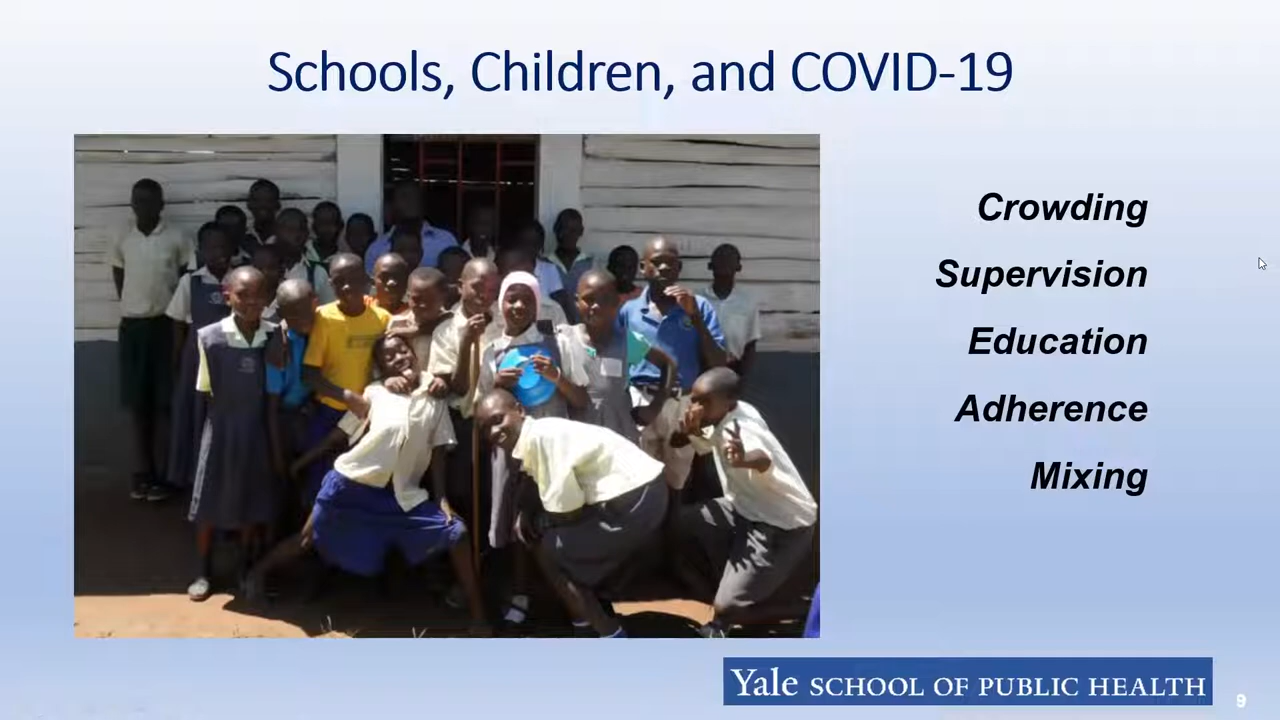 Schools, Children, and COVID-19
Crowding
Supervision
Education
Adherence
Mixing
Yale SCHOOL OF PUBLIC HEALTH
9